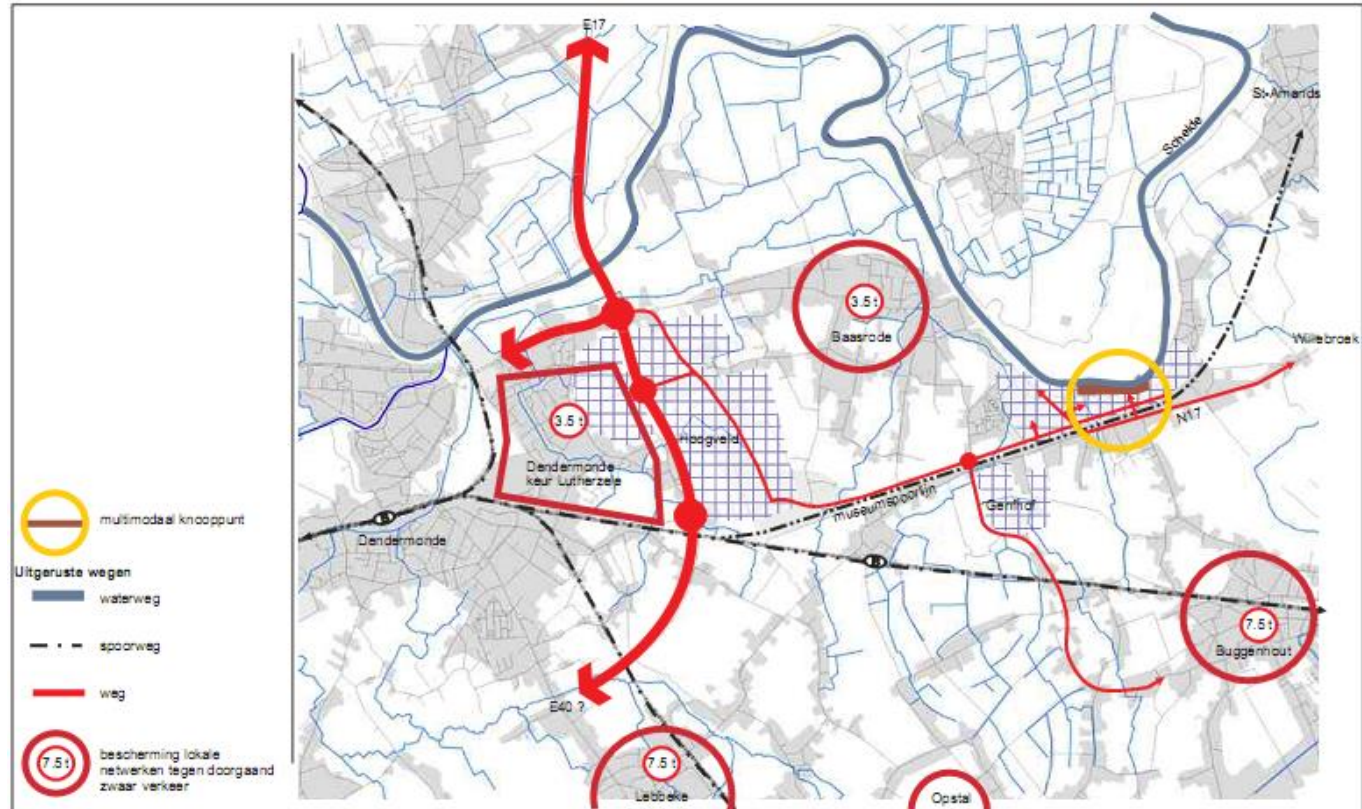 E17
St-Amands
Schelde
3.5 t
Baasrode
Willebroek
N17
3.5 t
Dendermonde
keur Lutherzele
Hoogveld
museumspoorlijn
Genthof
B
Dendermonde
B
7.5 t
Buggenhout
E40 ?
7.5 t
Lebbeke
Opstal
multimodaal knooppunt
Uitgeruste wegen
waterweg
spoorweg
weg
7.5 t
bescherming lokale
netwerken tegen doorgaand
zwaar verkeer